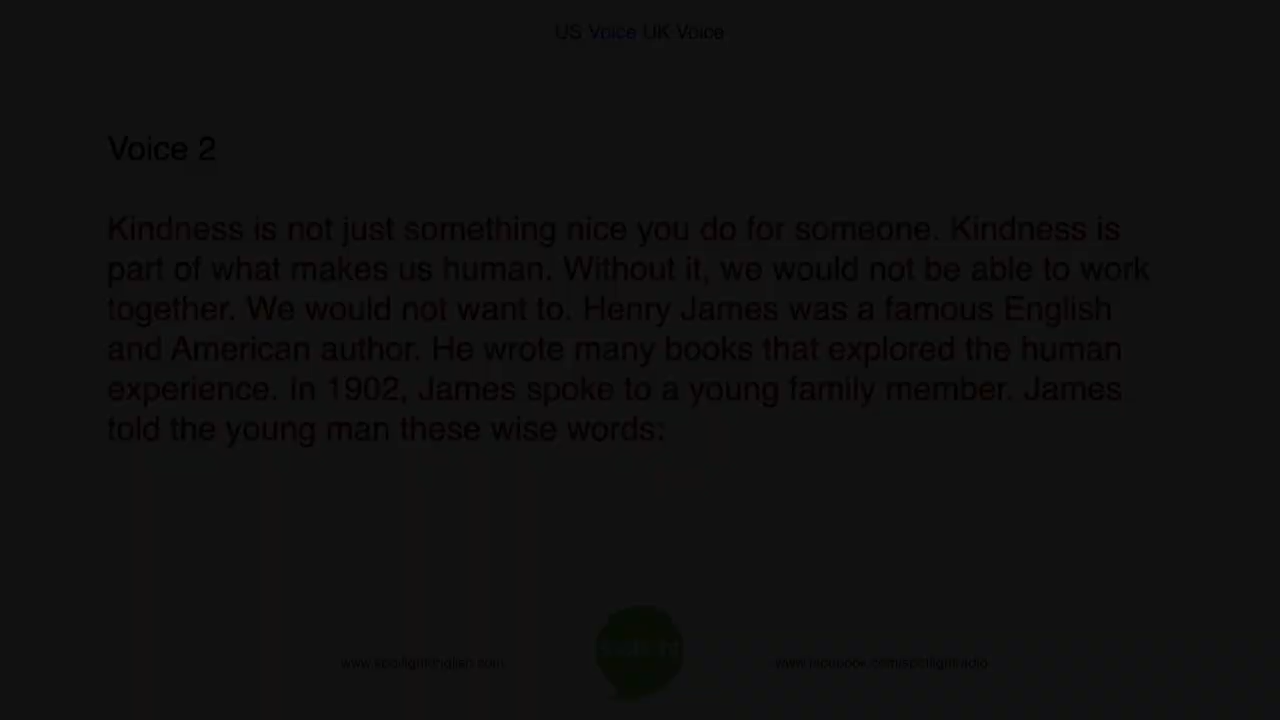 US Voice UK Voice
Voice 2
Kindness is not just something nice you do for someone. Kindness is
part of what makes us human. Without it, we would not be able to work
together. We would not want to. Henry James was a famous English
and American author. He wrote many books that explored the human
experience. In 1902, James spoke to a young family member. James
told the young man these wise words:
www.spotlightenglish.com